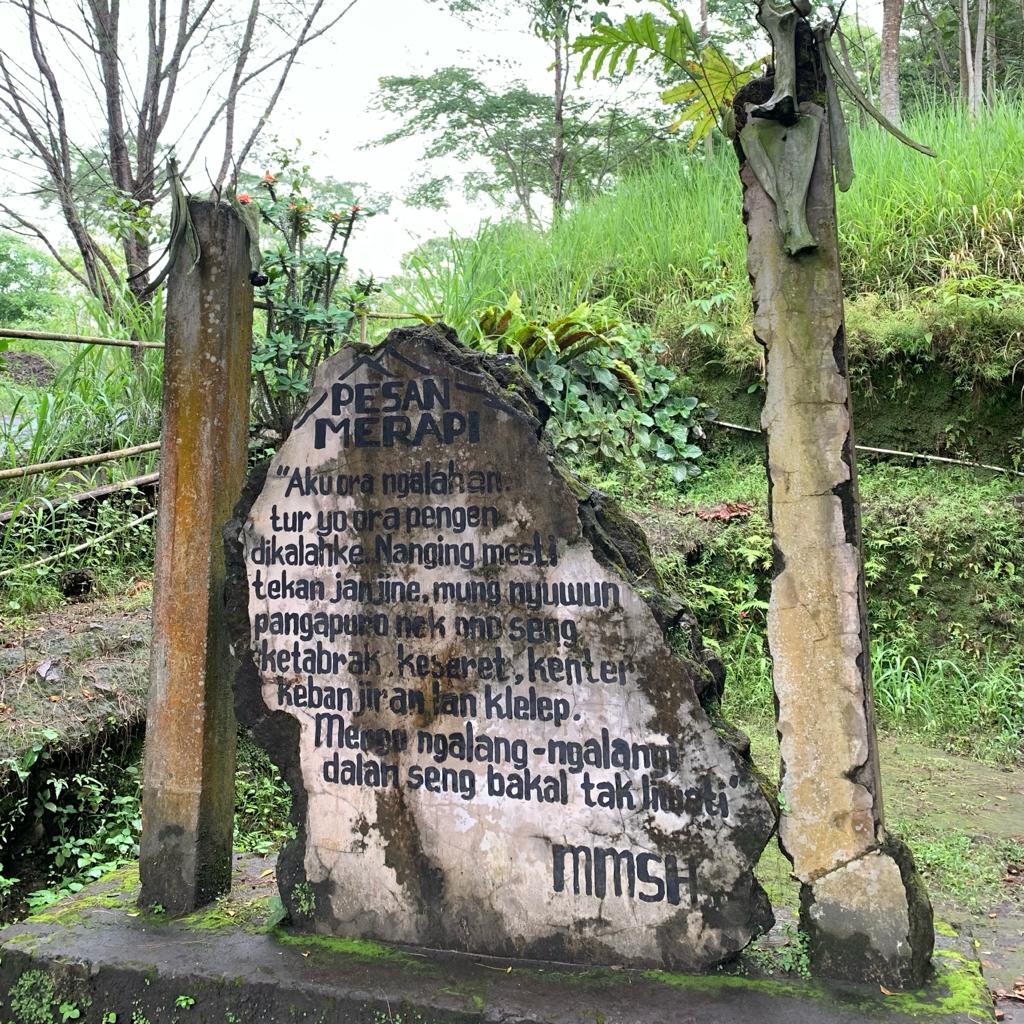 PESAN
MERAPI
"Aku ora ngalahan.
tur yo ora pengen
dikalahke. Nanging mesti
tekan janjine, mung nyuwun
pangapuro nek ono seng
ketabrak, keseret, kenter
kebanjiran lan klelep.
Mergo ngalang-ngalangi
dalan seng bakal tak liwati"
MMSH